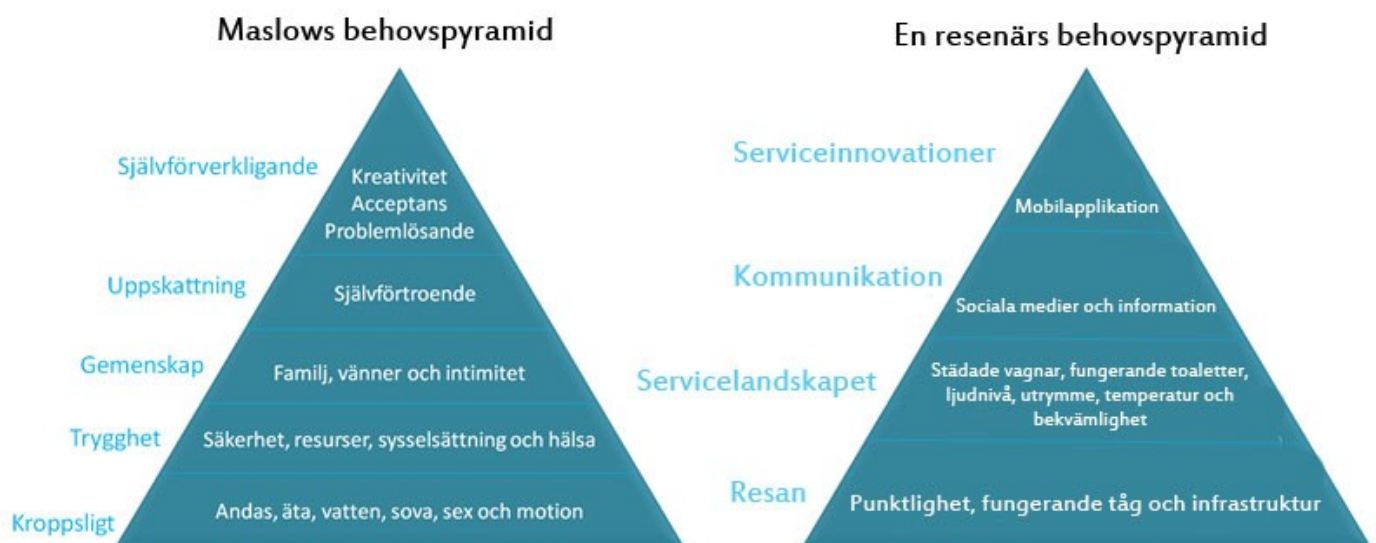 Maslows behovspyramid
Självförverkligande
Kreativitet
Acceptans
Problemlösande
Uppskattning
Självförtroende
Gemenskap
Familj, vänner och intimitet
Trygghet
Säkerhet, resurser, sysselsättning och hälsa
Kroppsligt
Andas, äta, vatten, sova, sex och motion
En resenärs behovspyramid
Serviceinnovationer
Mobilapplikation
Kommunikation
Sociala medier och information
Servicelandskapet
Städade vagnar, fungerande toaletter,
ljudnivå, utrymme, temperatur och
bekvämlighet
Resan
Punktlighet, fungerande tåg och infrastruktur